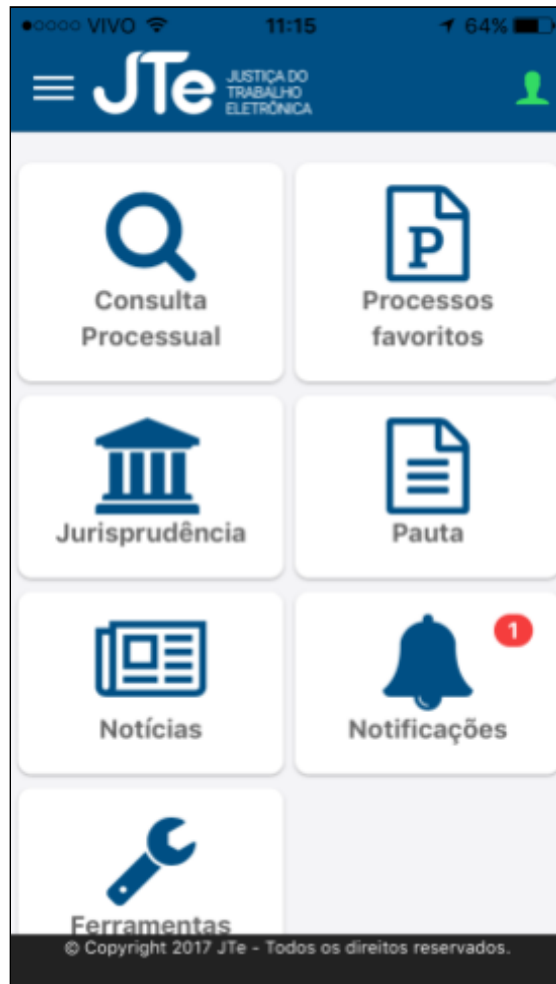 VIVO 11:15 64%
JTe JUSTIÇA DO
TRABALHO
ELETRÔNICA
Consulta
Processual
P
Processos
favoritos
Jurisprudência
Pauta
Notícias
1
Notificações
Ferramentas
© Copyright 2017 JTe - Todos os direitos reservados.